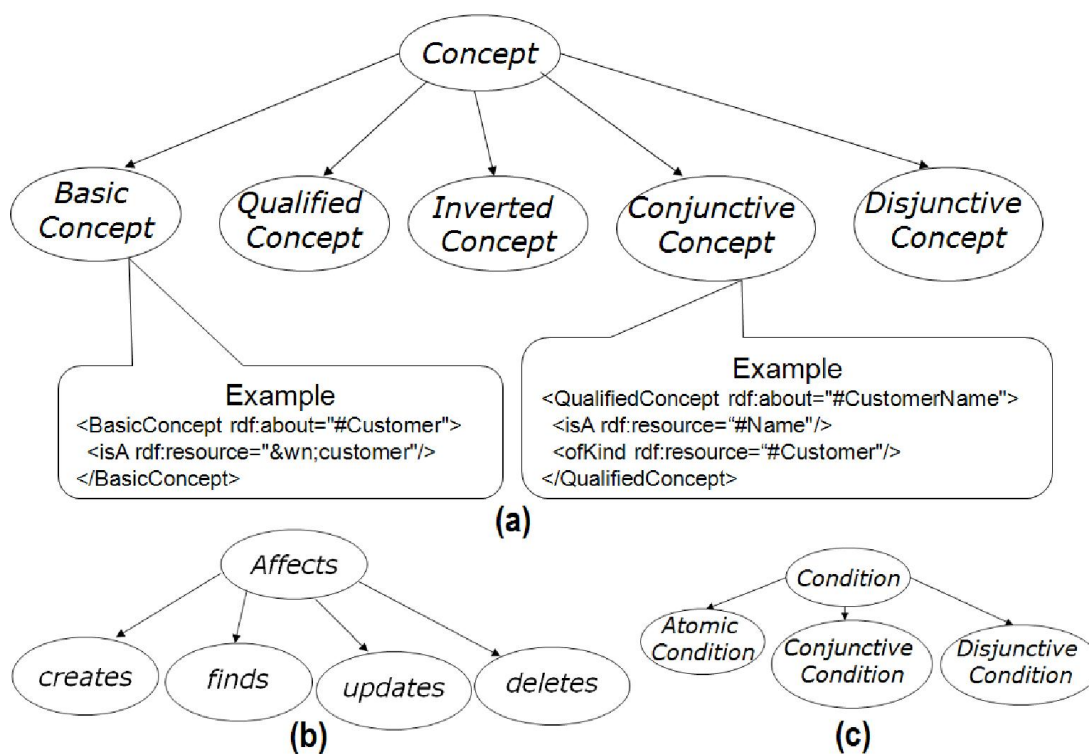 Concept
Basic
Concept
Qualified
Concept
Inverted
Concept
Conjunctive
Concept
Disjunctive
Concept
Example
<BasicConcept rdf:about="#Customer">
<isA rdf:resource="&wn;customer"/>
</BasicConcept>
Example
<QualifiedConcept rdf:about="#CustomerName">
<isA rdf:resource=“#Name"/>
<ofKind rdf:resource=“#Customer"/>
</QualifiedConcept>
(a)
Affects
creates
finds
updates
deletes
(b)
Condition
Atomic
Condition
Conjunctive
Condition
Disjunctive
Condition
(c)